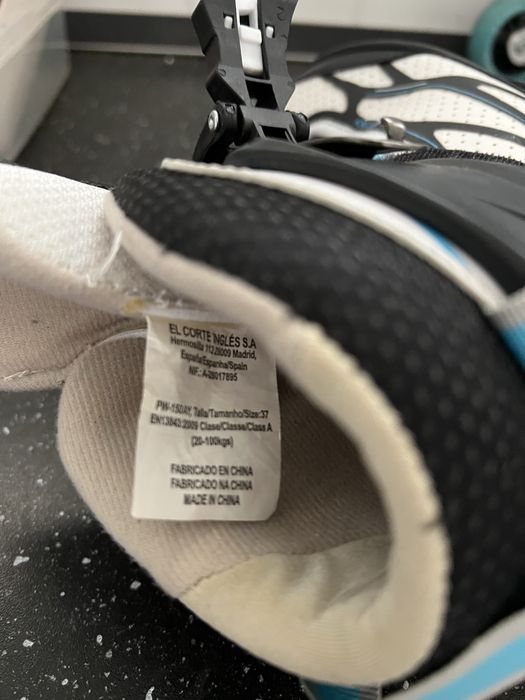 EL CORTE INGLÉS S.A
Hermosilla 112,28009 Madrid,
España/Espanha/Spain
NIF.: A-28017895
PW-150AY, Talla/Tamanho/Size:37
EN13843:2009 Clase/Classe/Class A
(20-100kgs)
FABRICADO EN CHINA
FABRICADO NA CHINA
MADE IN CHINA